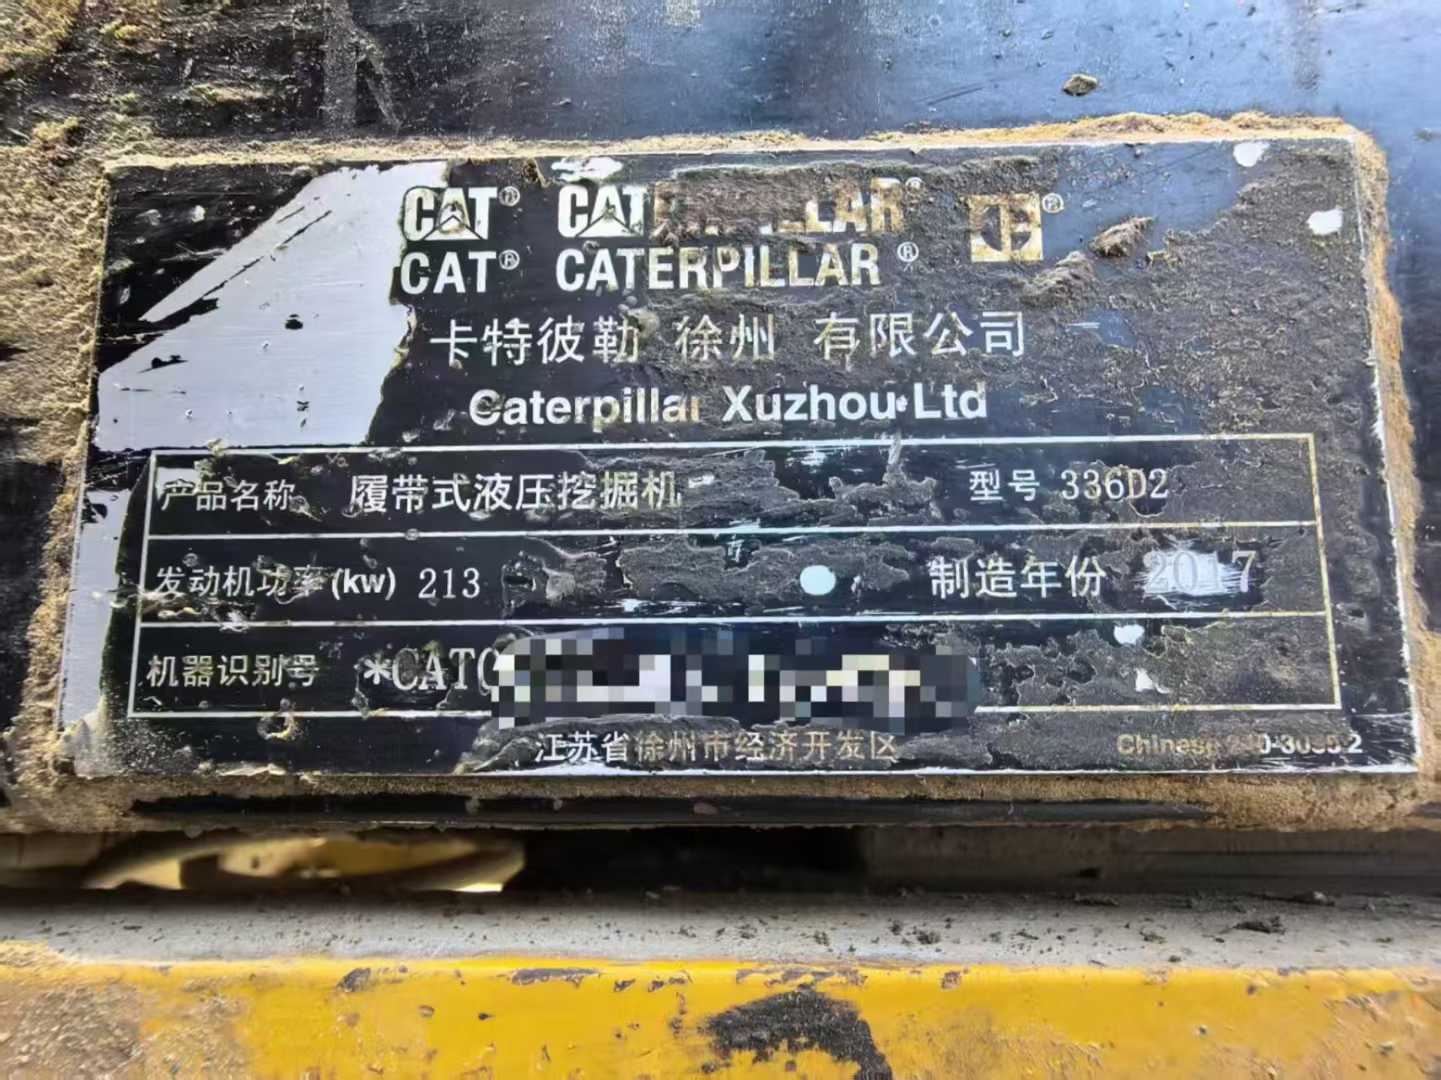 CAT® CATERPILLAR®
CAT® CATERPILLAR®
卡特彼勒 徐州 有限公司
Caterpillar Xuzhou Ltd
产品名称 履带式液压挖掘机 型号 336D2
发动机功率(kw) 213 制造年份 2017
机器识别号 *CAT0
江苏省徐州市经济开发区 Chinese